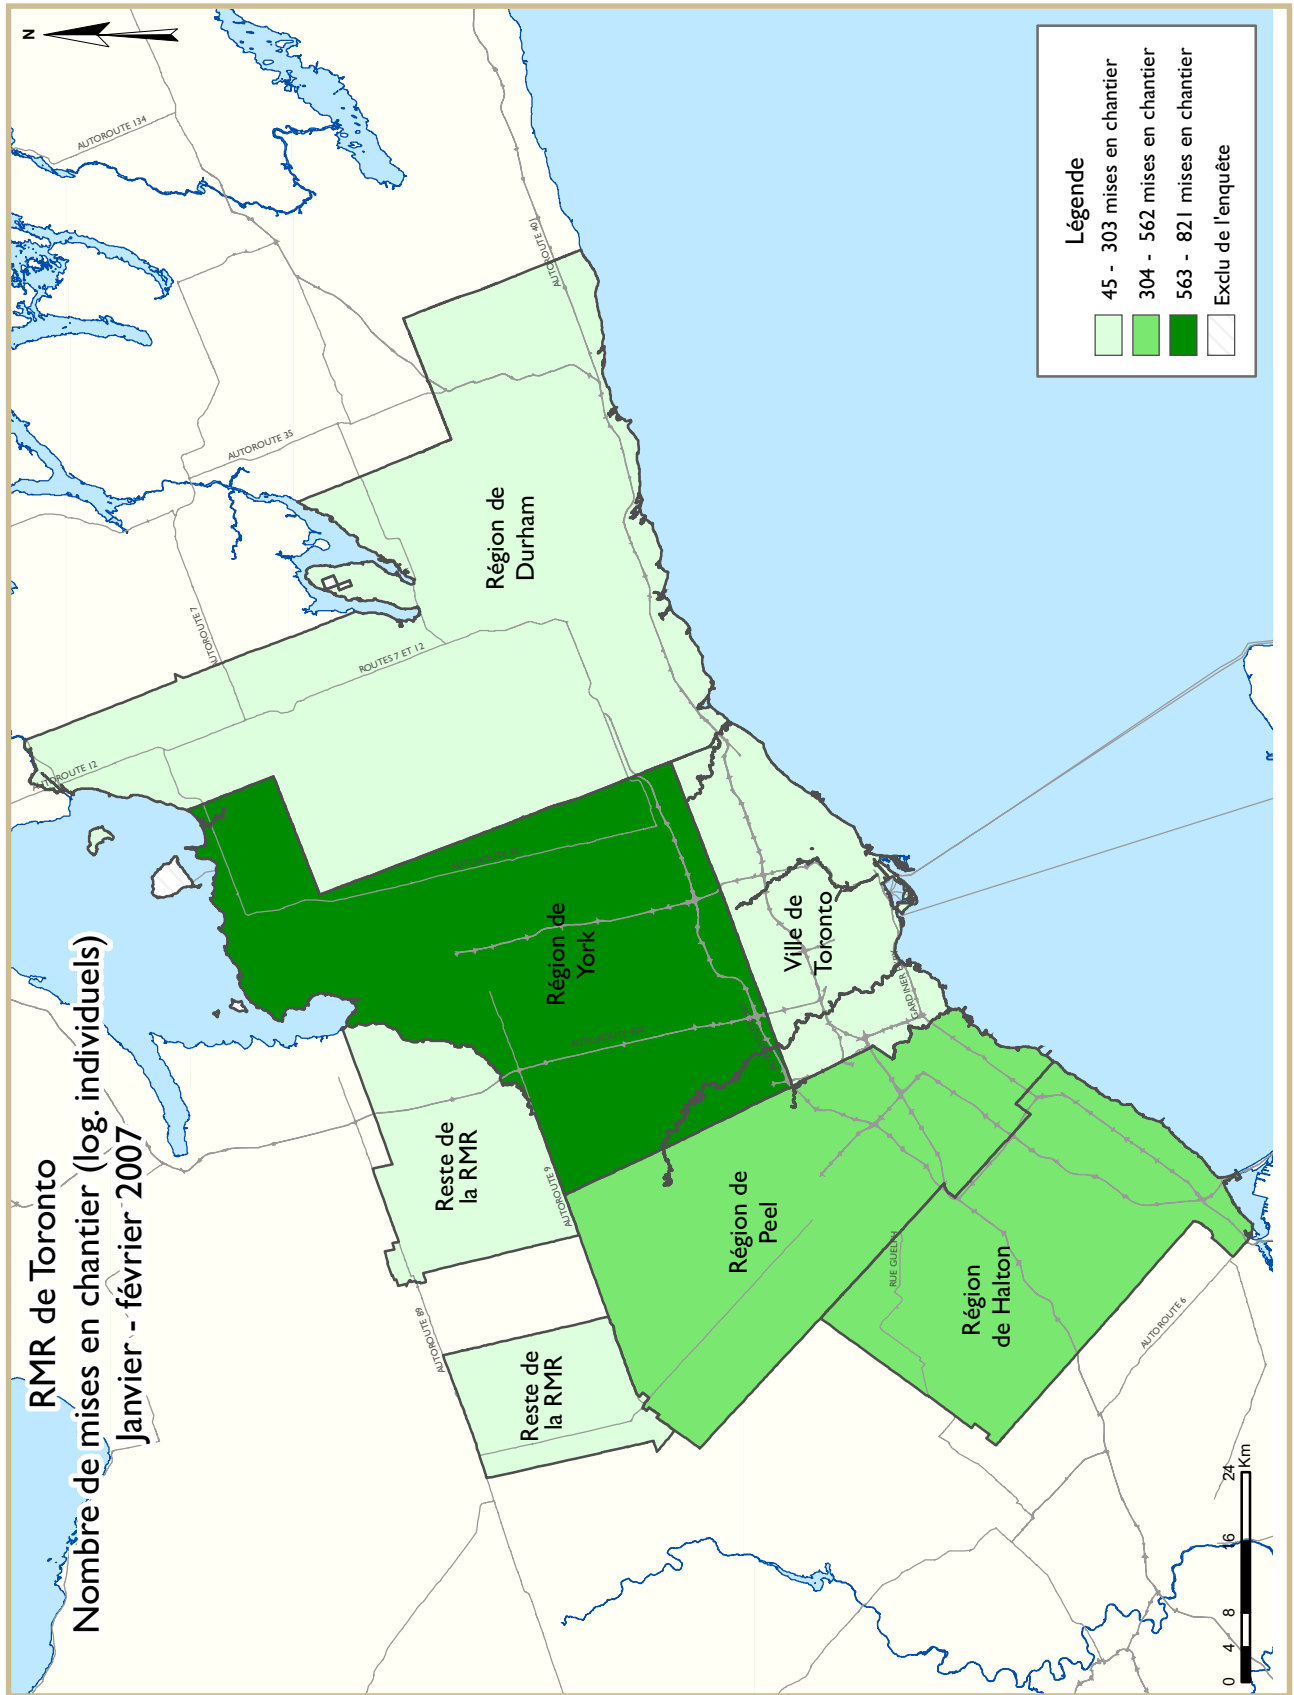 RMR de Toronto
Nombre de mises en chantier (log. individuels)
Janvier - février 2007
N
AUTOROUTE 134
AUTOROUTE 401
AUTOROUTE 35
AUTOROUTE 7
ROUTES 7 ET 12
AUTOROUTE 12
Région de
Durham
Région de
York
Ville de
Toronto
GARDINER EXPY
Reste de
la RMR
AUTOROUTE 9
AUTOROUTE 89
Reste de
la RMR
Région de
Peel
RUE GUELPH
Région
de Halton
AUTOROUTE 6
Légende
45 - 303 mises en chantier
304 - 562 mises en chantier
563 - 821 mises en chantier
Exclu de l'enquête
0 4 8 16 24
Km